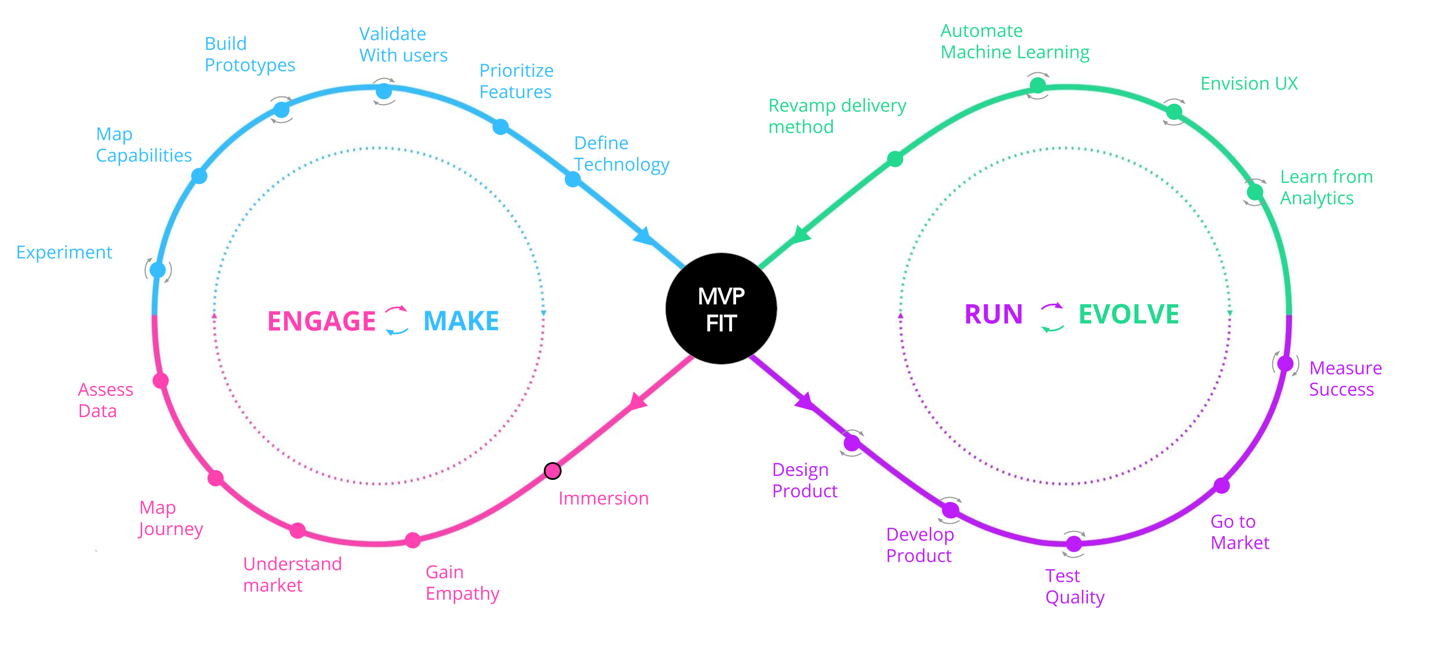 Build
Prototypes
Validate
With users
Prioritize
Features
Define
Technology
Map
Capabilities
Experiment
ENGAGE
MAKE
Assess
Data
Map
Journey
Understand
market
Gain
Empathy
Immersion
MVP
FIT
Automate
Machine Learning
Revamp delivery
method
Envision UX
Learn from
Analytics
RUN
EVOLVE
Measure
Success
Design
Product
Develop
Product
Test
Quality
Go to
Market